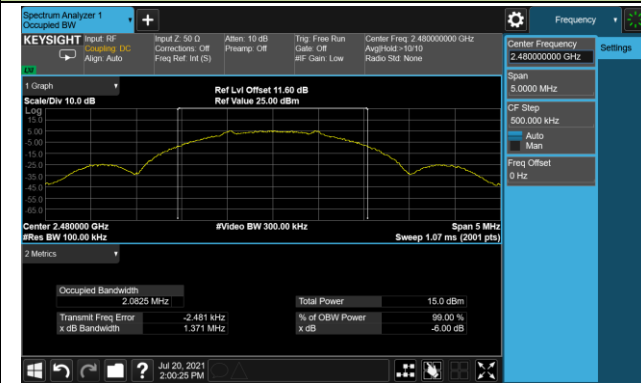 Spectrum Analyzer 1
Occupied BW
Frequency
KEYSIGHT
Input: RF
Coupling: DC
Align: Auto
Input Z: 50 Ω
Corrections: Off
Freq Ref: Int (S)
Atten: 10 dB
Preamp: Off
Trig: Free Run
Gate: Off
#IF Gain: Low
Center Freq: 2.480000000 GHz
Avg|Hold:>10/10
Radio Std: None
1 Graph
Scale/Div 10.0 dB
Ref Lvl Offset 11.60 dB
Ref Value 25.00 dBm
Log
15.0
5.00
-5.00
-15.0
-25.0
-35.0
-45.0
-55.0
-65.0
Center 2.480000 GHz
#Res BW 100.00 kHz
#Video BW 300.00 kHz
Span 5 MHz
Sweep 1.07 ms (2001 pts)
2 Metrics
Occupied Bandwidth
2.0825 MHz
Transmit Freq Error
-2.481 kHz
x dB Bandwidth
1.371 MHz
Total Power
15.0 dBm
% of OBW Power
99.00 %
x dB
-6.00 dB
Jul 20, 2021
2:00:25 PM
Center Frequency
2.480000000 GHz
Span
5.0000 MHz
CF Step
500.000 kHz
Auto
Man
Freq Offset
0 Hz
Settings